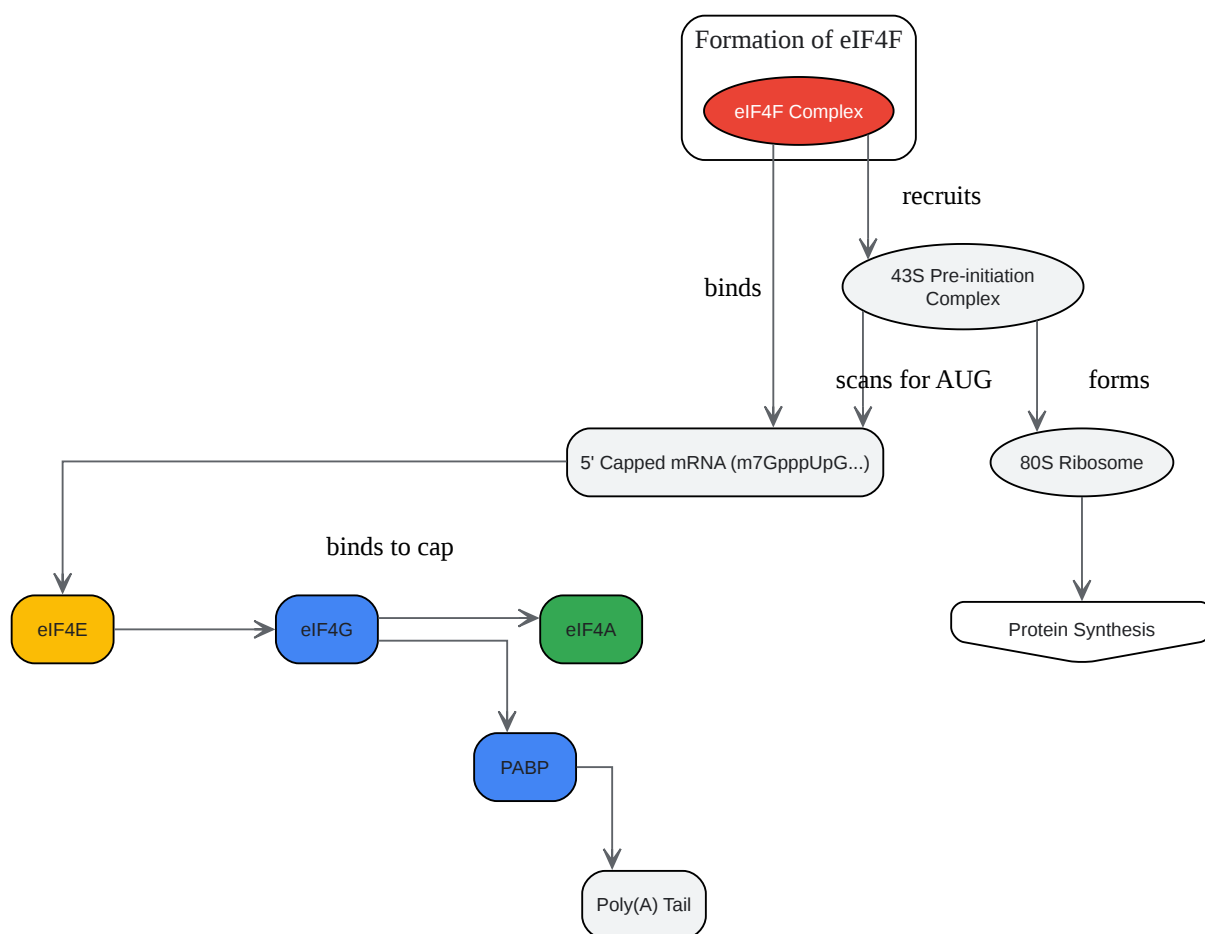 Formation of eIF4F
eIF4F Complex
recruits
43S Pre-initiation
Complex
binds
scans for AUG
forms
5' Capped mRNA (m7GpppUpG...)
80S Ribosome
binds to cap
eIF4E
eIF4G
eIF4A
Protein Synthesis
PABP
Poly(A) Tail